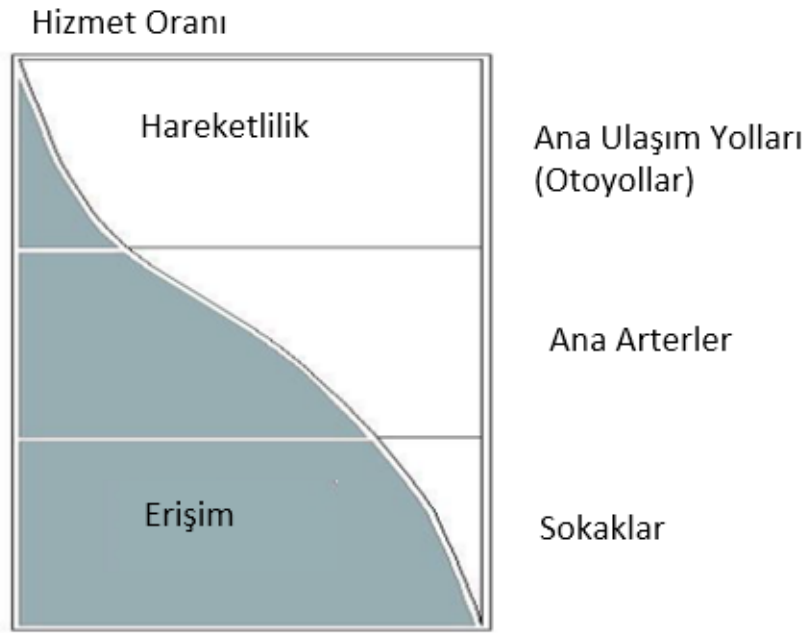 Hizmet Oranı
Hareketlilik
Ana Ulaşım Yolları
(Otoyollar)
Ana Arterler
Erişim
Sokaklar